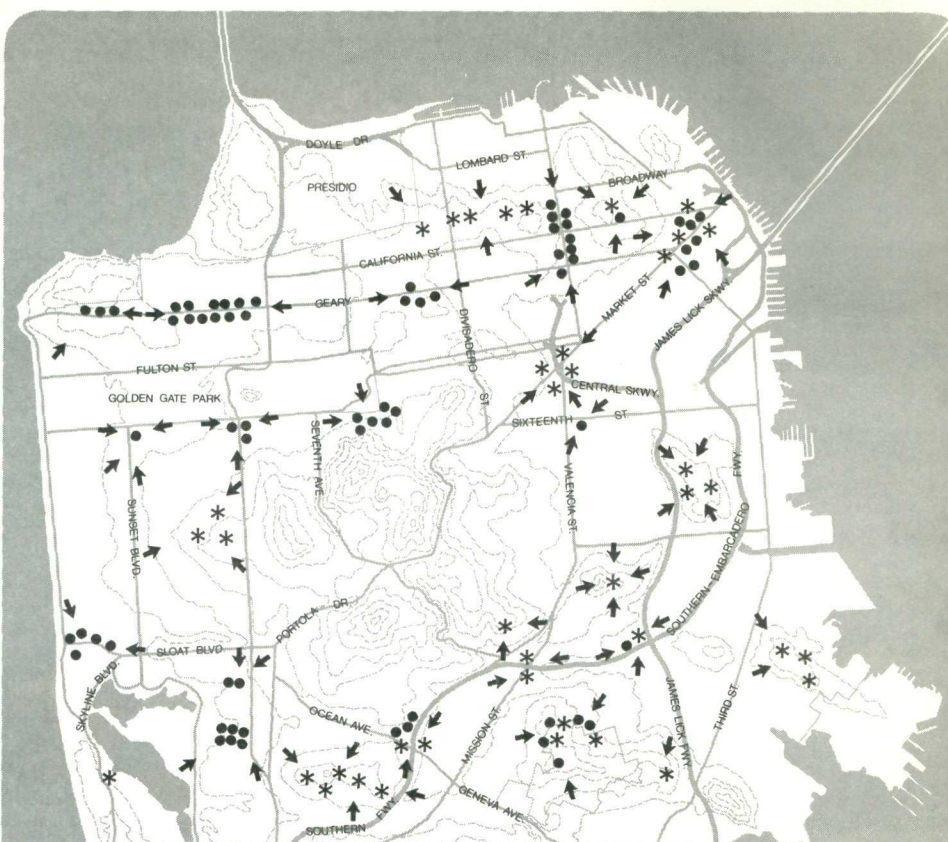 DOYLE DR.
LOMBARD ST.
PRESIDIO
BROADWAY
CALIFORNIA ST.
GEARY
MARKET ST.
JAMES LICK SKWY.
DIVISADERO ST.
FULTON ST.
GOLDEN GATE PARK
CENTRAL SKWY.
SIXTEENTH ST.
SEVENTH AVE.
VALENCIA ST.
FWY.
SUNSET BLVD.
SOUTHERN-EMBARCADERO
PORTOLA DR.
SLOAT BLVD.
SKYLINE BLVD.
OCEAN AVE.
MISSION ST.
JAMES LICK FWY.
THIRD ST.
GENEVA AVE.
SOUTHERN FWY.